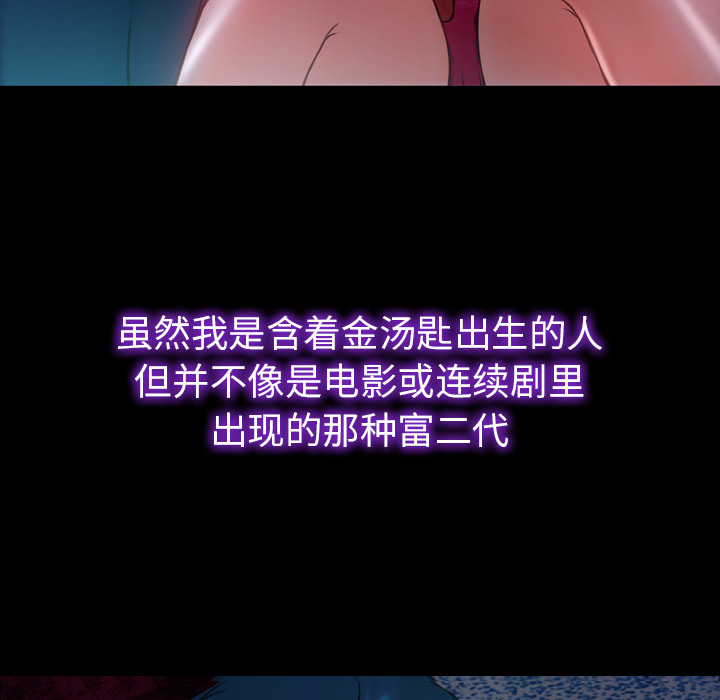 虽然我是含着金汤匙出生的人
但并不像是电影或连续剧里
出现的那种富二代